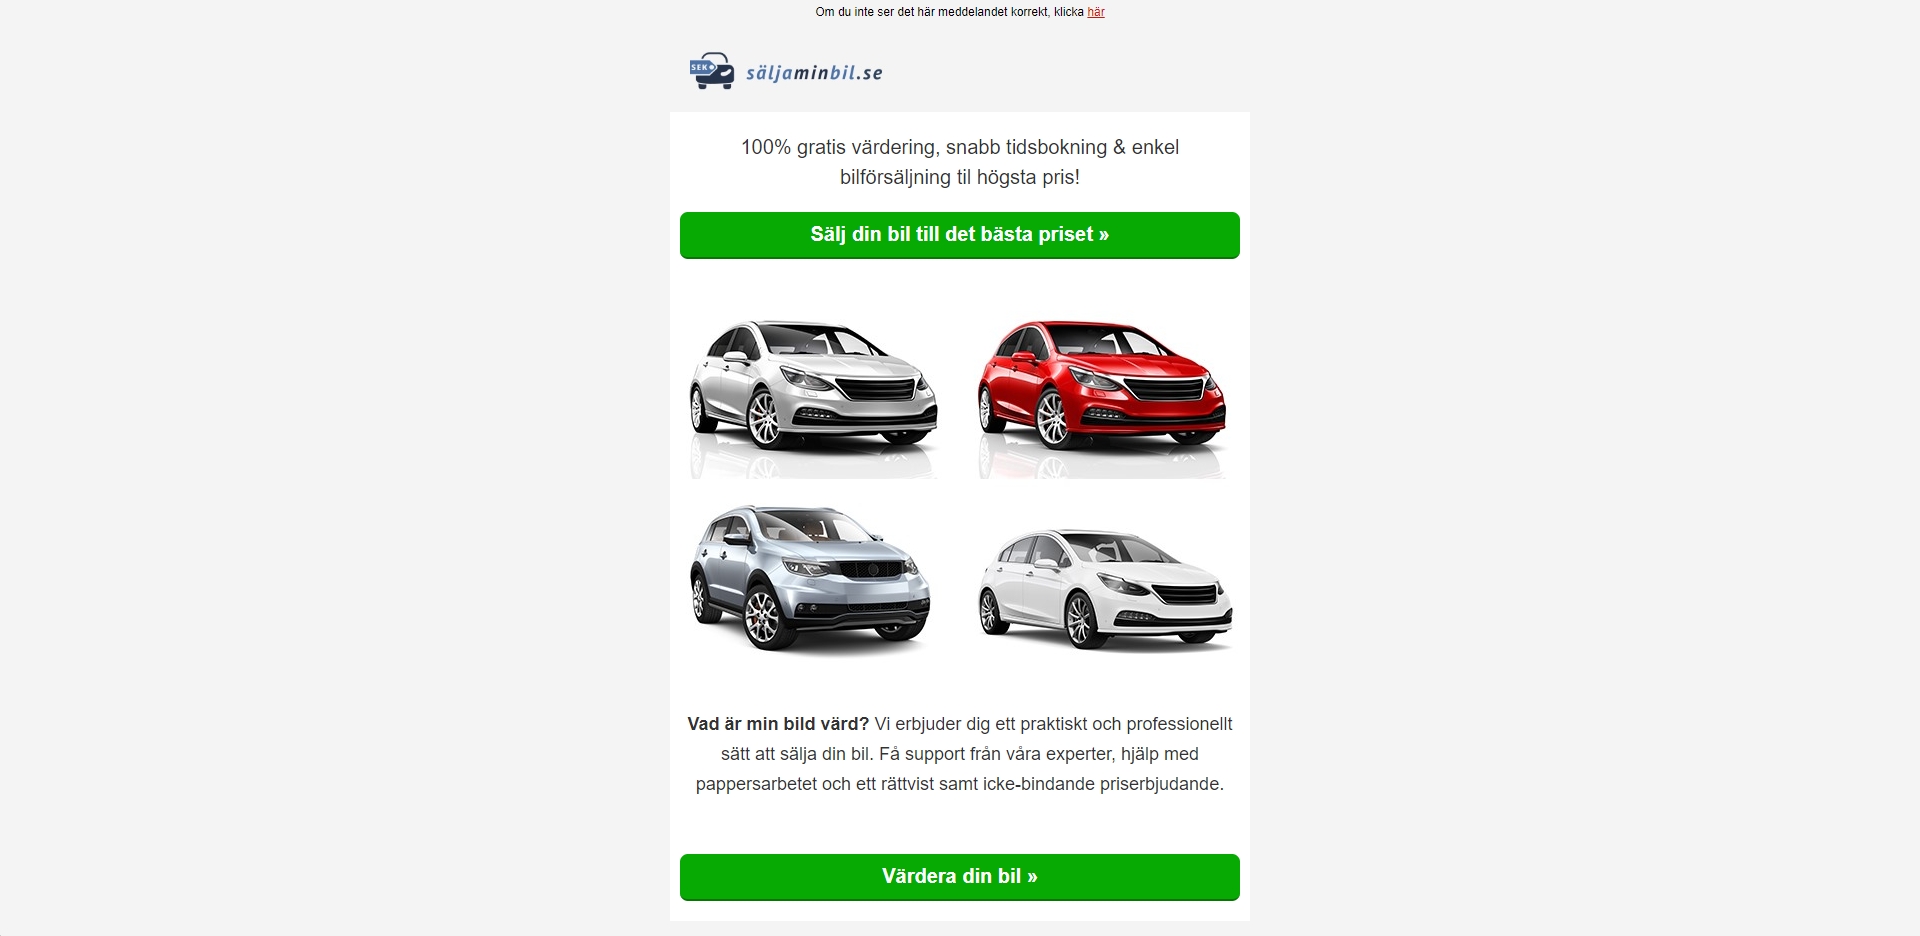 Om du inte ser det här meddelandet korrekt, klicka här
SEK
säljaminbil.se
100% gratis värdering, snabb tidsbokning & enkel
bilförsäljning til högsta pris!
Sälj din bil till det bästa priset »
Vad är min bild värd? Vi erbjuder dig ett praktiskt och professionellt
sätt att sälja din bil. Få support från våra experter, hjälp med
pappersarbetet och ett rättvist samt icke-bindande priserbjudande.
Värdera din bil »